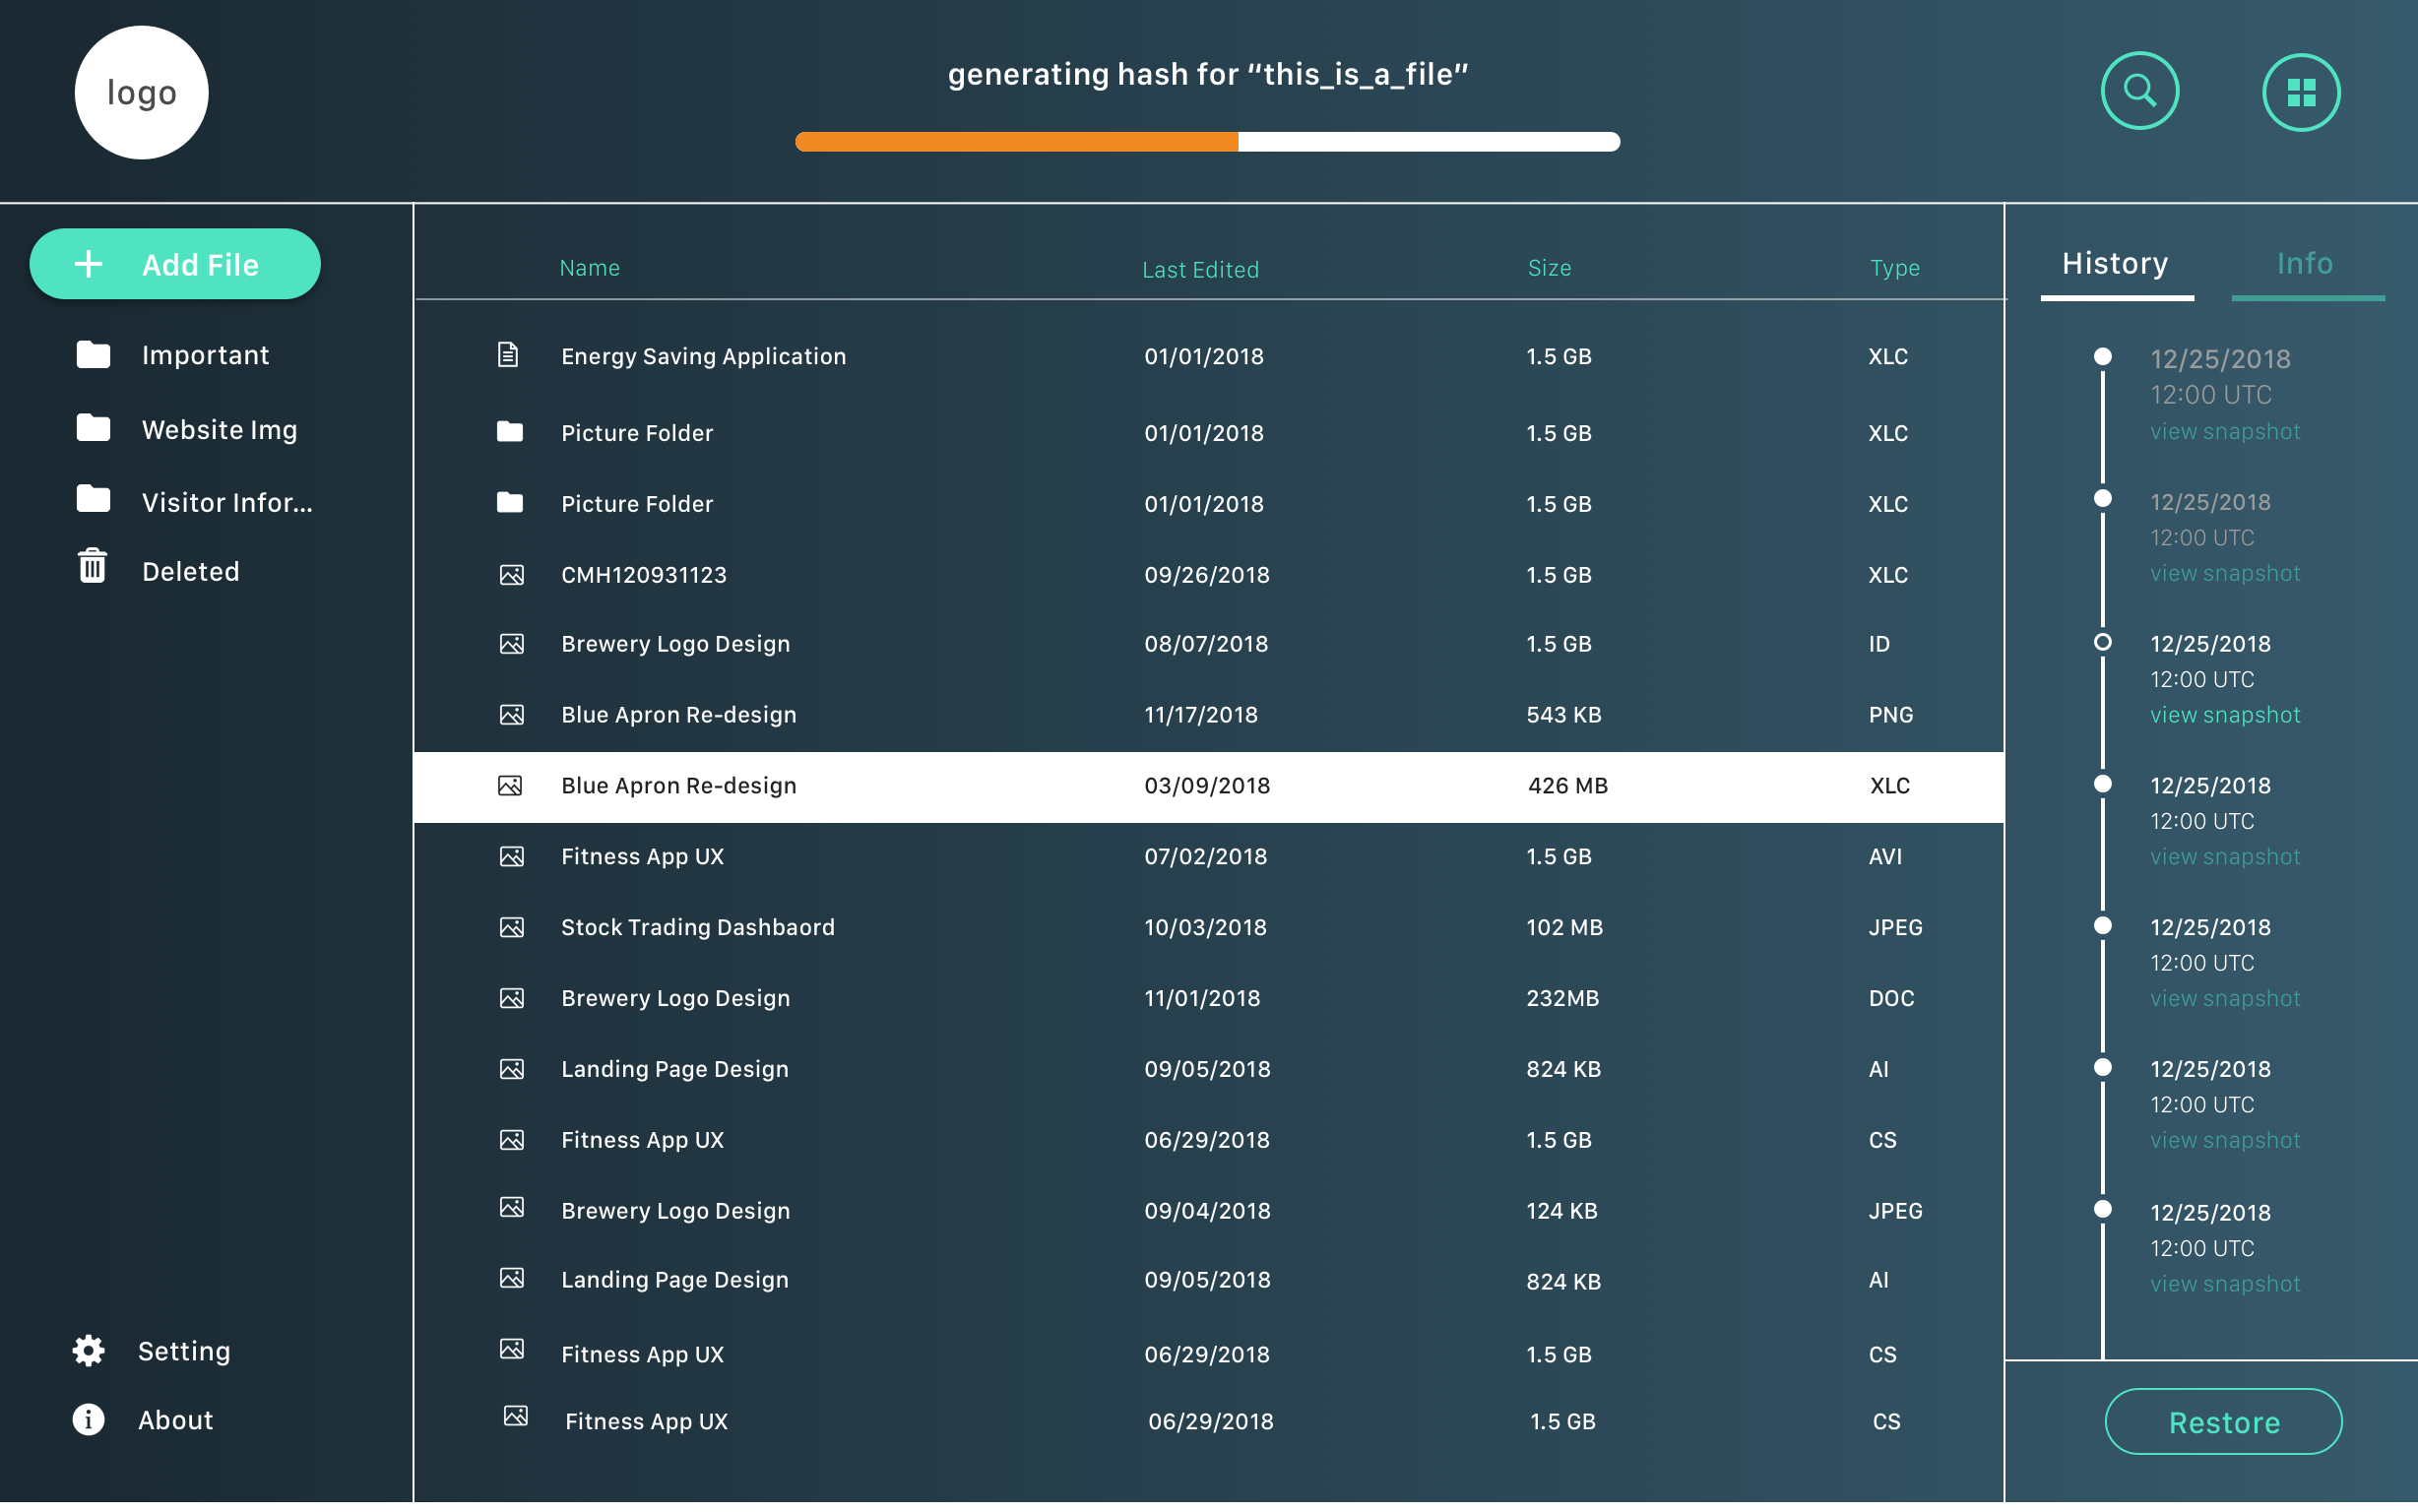 logo
generating hash for “this_is_a_file”
Add File
Important
Website Img
Visitor Infor...
Deleted
Setting
About
Name Last Edited Size Type
Energy Saving Application 01/01/2018 1.5 GB XLC
Picture Folder 01/01/2018 1.5 GB XLC
Picture Folder 01/01/2018 1.5 GB XLC
CMH120931123 09/26/2018 1.5 GB XLC
Brewery Logo Design 08/07/2018 1.5 GB ID
Blue Apron Re-design 11/17/2018 543 KB PNG
Blue Apron Re-design 03/09/2018 426 MB XLC
Fitness App UX 07/02/2018 1.5 GB AVI
Stock Trading Dashbaord 10/03/2018 102 MB JPEG
Brewery Logo Design 11/01/2018 232MB DOC
Landing Page Design 09/05/2018 824 KB AI
Fitness App UX 06/29/2018 1.5 GB CS
Brewery Logo Design 09/04/2018 124 KB JPEG
Landing Page Design 09/05/2018 824 KB AI
Fitness App UX 06/29/2018 1.5 GB CS
Fitness App UX 06/29/2018 1.5 GB CS
History Info
12/25/2018
12:00 UTC
view snapshot
12/25/2018
12:00 UTC
view snapshot
12/25/2018
12:00 UTC
view snapshot
12/25/2018
12:00 UTC
view snapshot
12/25/2018
12:00 UTC
view snapshot
12/25/2018
12:00 UTC
view snapshot
12/25/2018
12:00 UTC
view snapshot
Restore